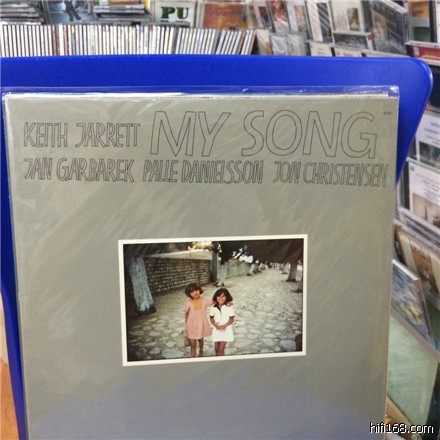 PU
KEITH JARRETT MY SONG
JAN GARBAREK PALLE DANIELSSON JON CHRISTENSEN
hifi168.com